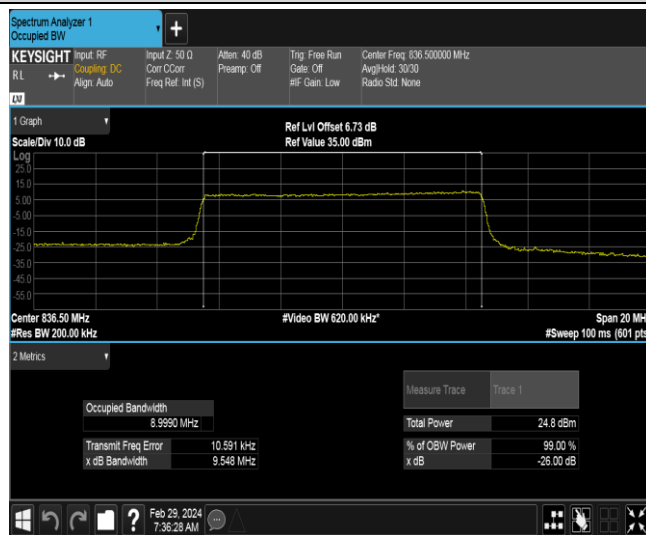 Spectrum Analyzer 1
Occupied BW
KEYSIGHT
RL
LXI
Input: RF
Coupling: DC
Align: Auto
Input Z: 50 Ω
Corr CCorr
Freq Ref: Int (S)
Atten: 40 dB
Preamp: Off
Trig: Free Run
Gate: Off
#IF Gain: Low
Center Freq: 836.500000 MHz
Avg|Hold: 30/30
Radio Std: None
1 Graph
Scale/Div 10.0 dB
Ref Lvl Offset 6.73 dB
Ref Value 35.00 dBm
Log
25.0
15.0
5.00
-5.00
-15.0
-25.0
-35.0
-45.0
-55.0
Center 836.50 MHz
#Video BW 620.00 kHz*
Span 20 MH
#Res BW 200.00 kHz
#Sweep 100 ms (601 pts
2 Metrics
Measure Trace Trace 1
Occupied Bandwidth
8.9990 MHz
Total Power 24.8 dBm
Transmit Freq Error 10.591 kHz
% of OBW Power 99.00 %
x dB Bandwidth 9.548 MHz
x dB -26.00 dB
?
Feb 29, 2024
7:36:28 AM